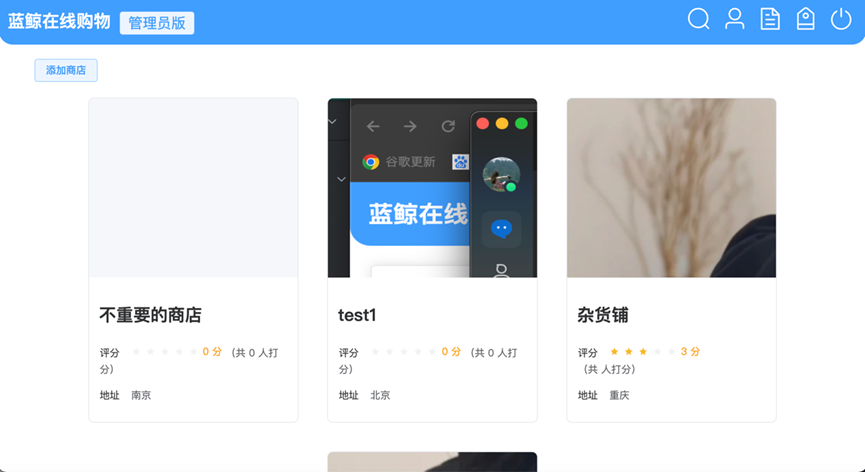 蓝鲸在线购物 管理员版
添加商店
谷歌更新
蓝鲸在线
不重要的商店
评分 0 分 （共 0 人打
分）
地址 南京
test1
评分 0 分 （共 0 人打
分）
地址 北京
杂货铺
评分 3 分
（共 人打分）
地址 重庆